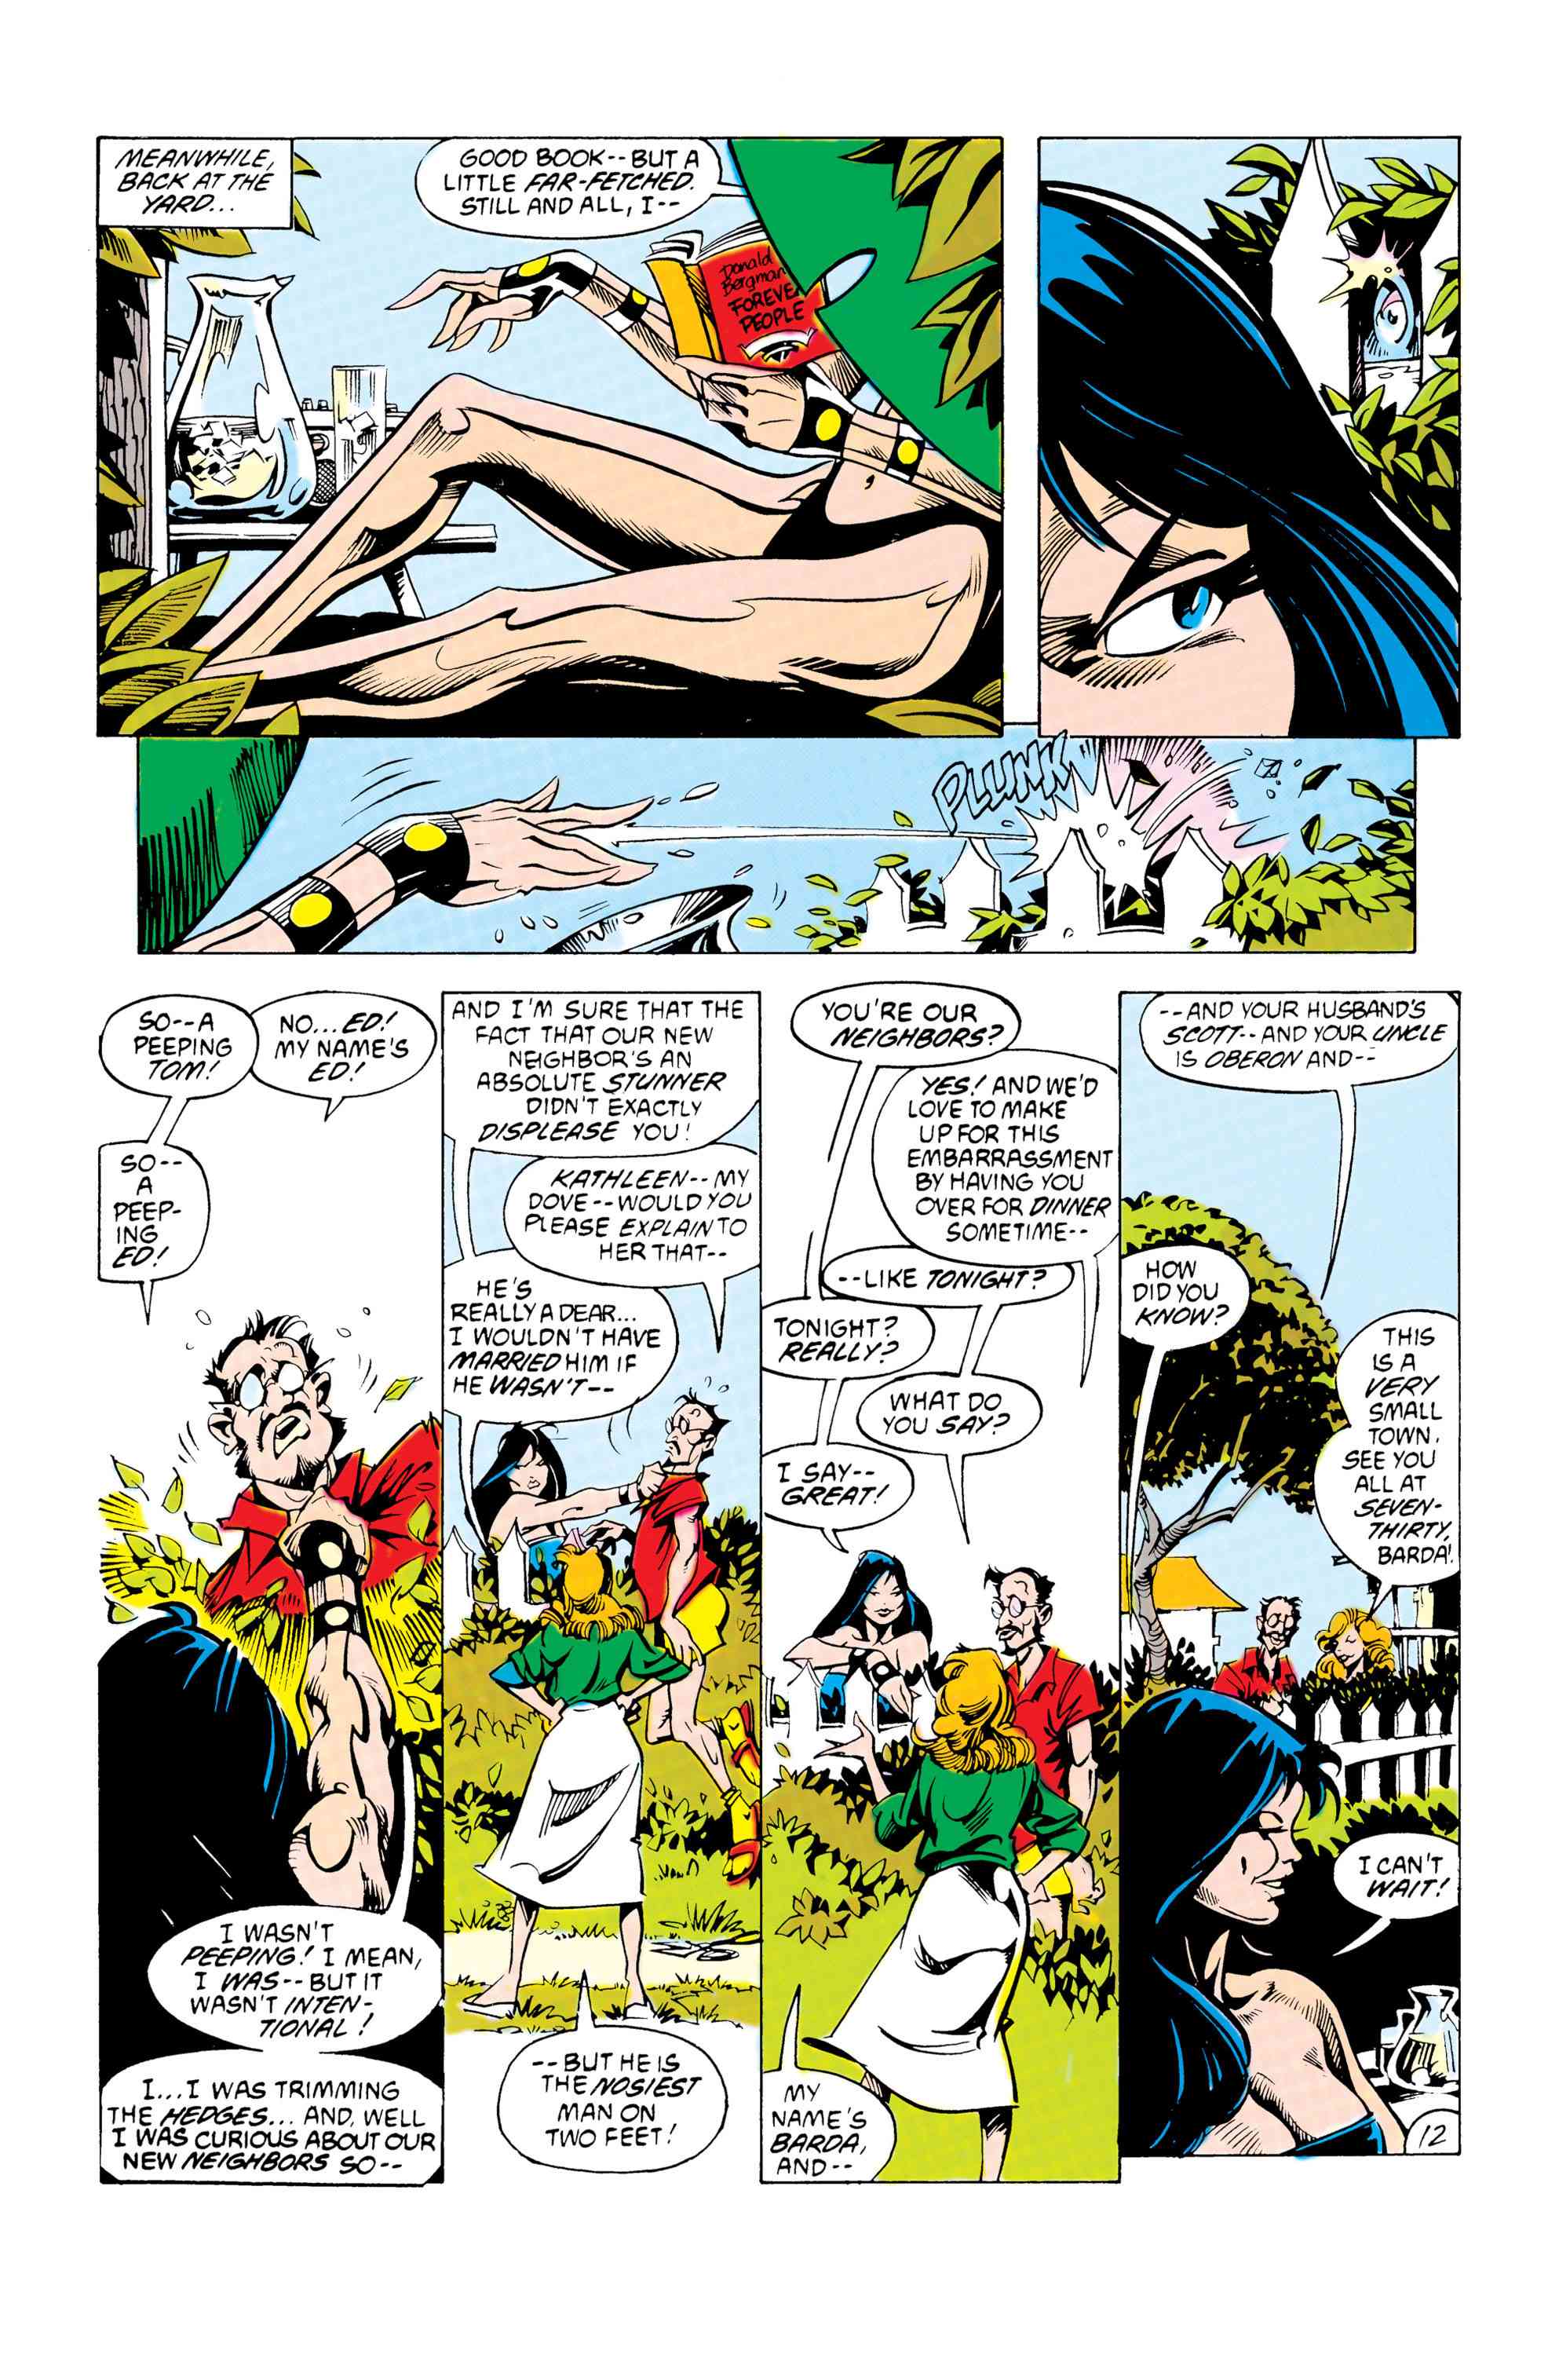 MEANWHILE,
BACK AT THE
YARD...
GOOD BOOK--BUT A
LITTLE FAR-FETCHED.
STILL AND ALL, I--
Donald
Bergman
FOREVER
PEOPLE
PLUNK
SO--A
PEEPING
TOM!
NO...ED!
MY NAME'S
ED!
SO--
A
PEEP-
ING
ED!
I WASN'T
PEEPING! I MEAN,
I WAS--BUT IT
WASN'T INTEN-
TIONAL!
I...I WAS TRIMMING
THE HEDGES... AND, WELL
I WAS CURIOUS ABOUT OUR
NEW NEIGHBORS SO--
AND I'M SURE THAT THE
FACT THAT OUR NEW
NEIGHBOR'S AN
ABSOLUTE STUNNER
DIDN'T EXACTLY
DISPLEASE YOU!
KATHLEEN--MY
DOVE--WOULD YOU
PLEASE EXPLAIN TO
HER THAT--
HE'S
REALLY A DEAR...
I WOULDN'T HAVE
MARRIED HIM IF
HE WASN'T--
--BUT HE IS
THE NOSIEST
MAN ON
TWO FEET!
YOU'RE OUR
NEIGHBORS?
YES! AND WE'D
LOVE TO MAKE
UP FOR THIS
EMBARRASSMENT
BY HAVING YOU
OVER FOR DINNER
SOMETIME--
--LIKE TONIGHT?
TONIGHT?
REALLY?
WHAT DO
YOU SAY?
I SAY--
GREAT!
MY
NAME'S
BARDA,
AND--
--AND YOUR HUSBAND'S
SCOTT--AND YOUR UNCLE
IS OBERON AND--
HOW
DID YOU
KNOW?
THIS
IS A
VERY
SMALL
TOWN.
SEE YOU
ALL AT
SEVEN-
THIRTY,
BARDA!
I CAN'T
WAIT!
12